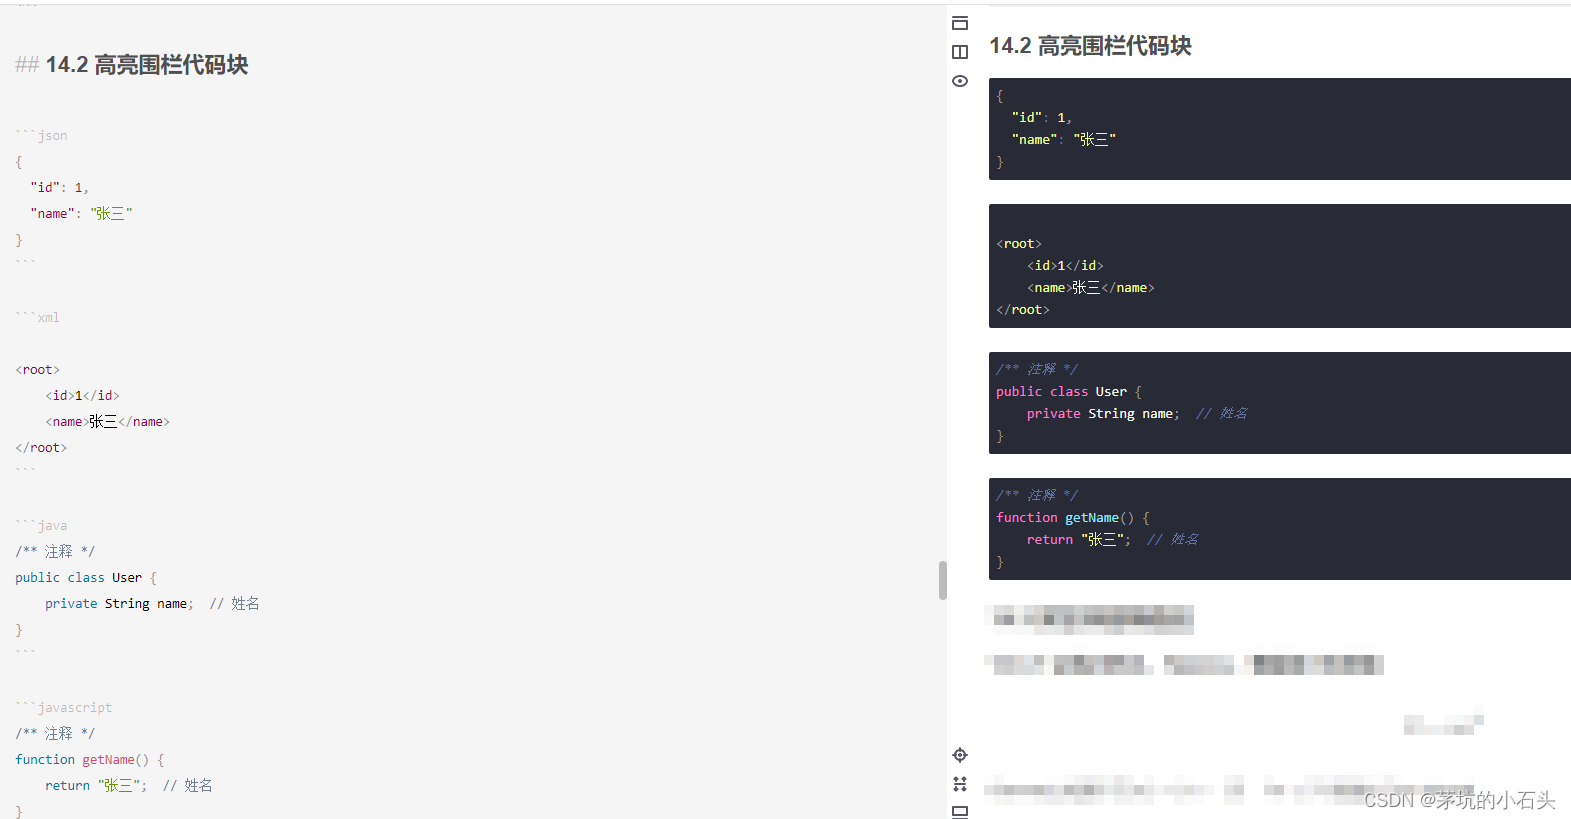 ## 14.2 高亮围栏代码块
```json
{
  "id": 1,
  "name": "张三"
}
```
```xml
<root>
    <id>1</id>
    <name>张三</name>
</root>
```
```java
/** 注释 */
public class User {
    private String name;  // 姓名
}
```
```javascript
/** 注释 */
function getName() {
    return "张三";  // 姓名
}
14.2 高亮围栏代码块
{
  "id": 1,
  "name": "张三"
}
<root>
    <id>1</id>
    <name>张三</name>
</root>
/** 注释 */
public class User {
    private String name;  // 姓名
}
/** 注释 */
function getName() {
    return "张三";  // 姓名
}
CSDN @茅坑的小石头